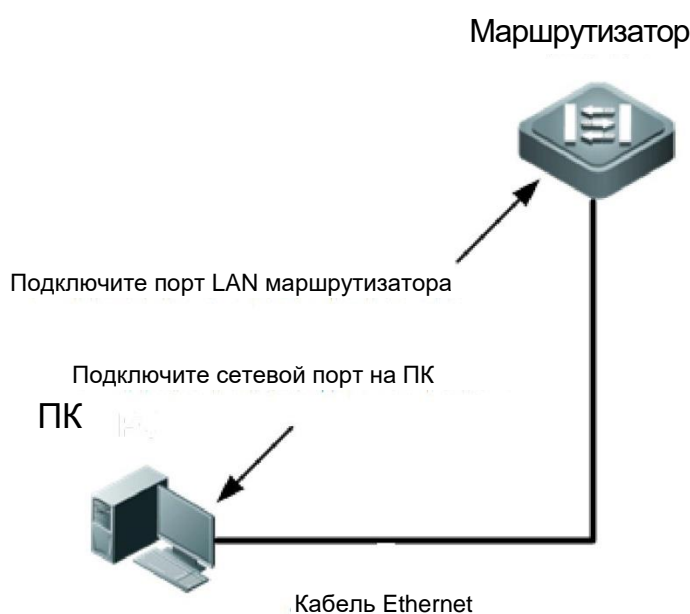 Маршрутизатор
Подключите порт LAN маршрутизатора
Подключите сетевой порт на ПК
ПК
Кабель Ethernet